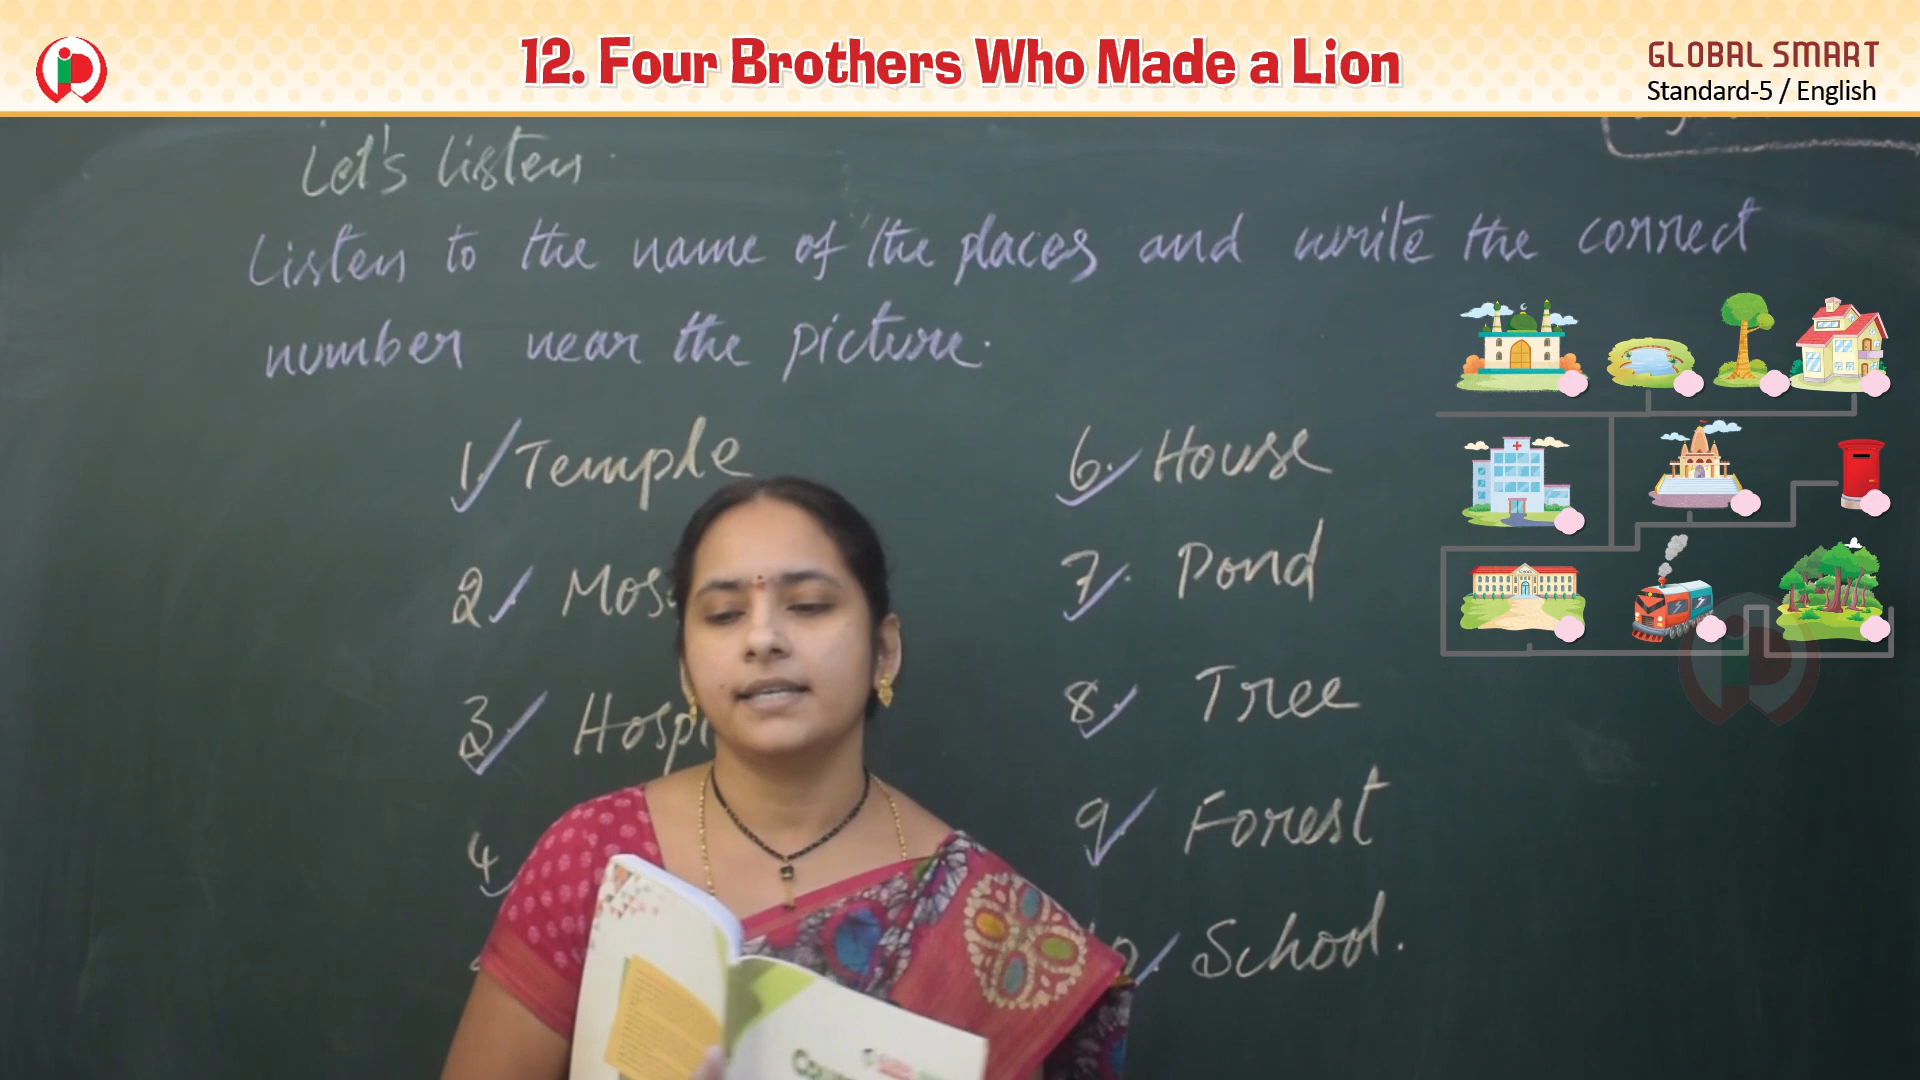 12. Four Brothers Who Made a Lion
GLOBAL SMART
Standard-5 / English
Let's listen.
Listen to the name of the places and write the correct
number near the picture.
1. Temple
2. Mos
3. Hospi
4
6. House
7. Pond
8. Tree
9. Forest
School.